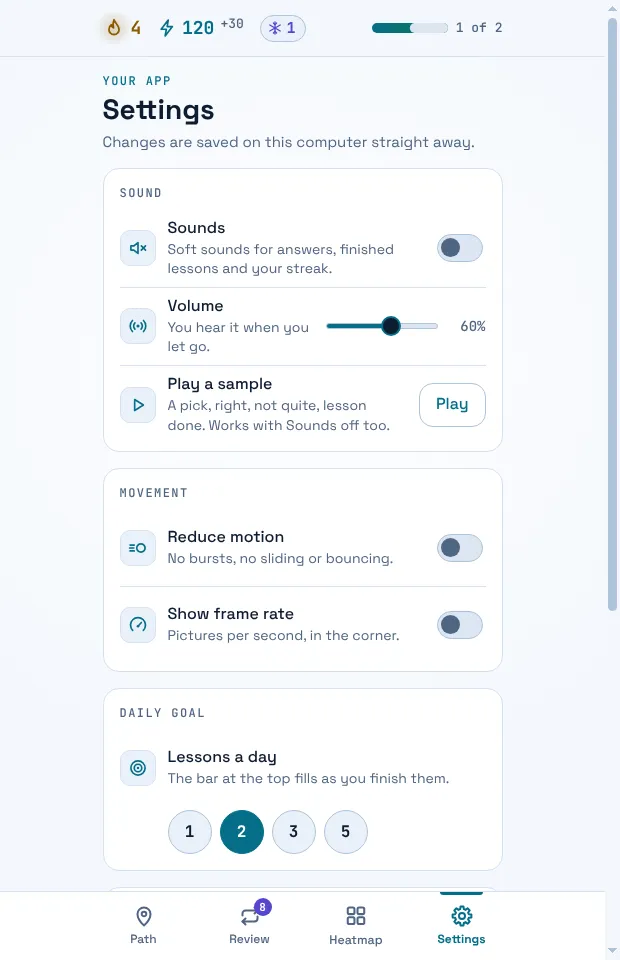 4 120 +30 1 1 of 2
YOUR APP
Settings
Changes are saved on this computer straight away.
SOUND
Sounds
Soft sounds for answers, finished
lessons and your streak.
Volume
You hear it when you
let go.
60%
Play a sample
A pick, right, not quite, lesson
done. Works with Sounds off too.
Play
MOVEMENT
Reduce motion
No bursts, no sliding or bouncing.
Show frame rate
Pictures per second, in the corner.
DAILY GOAL
Lessons a day
The bar at the top fills as you finish them.
1 2 3 5
8
Path Review Heatmap Settings